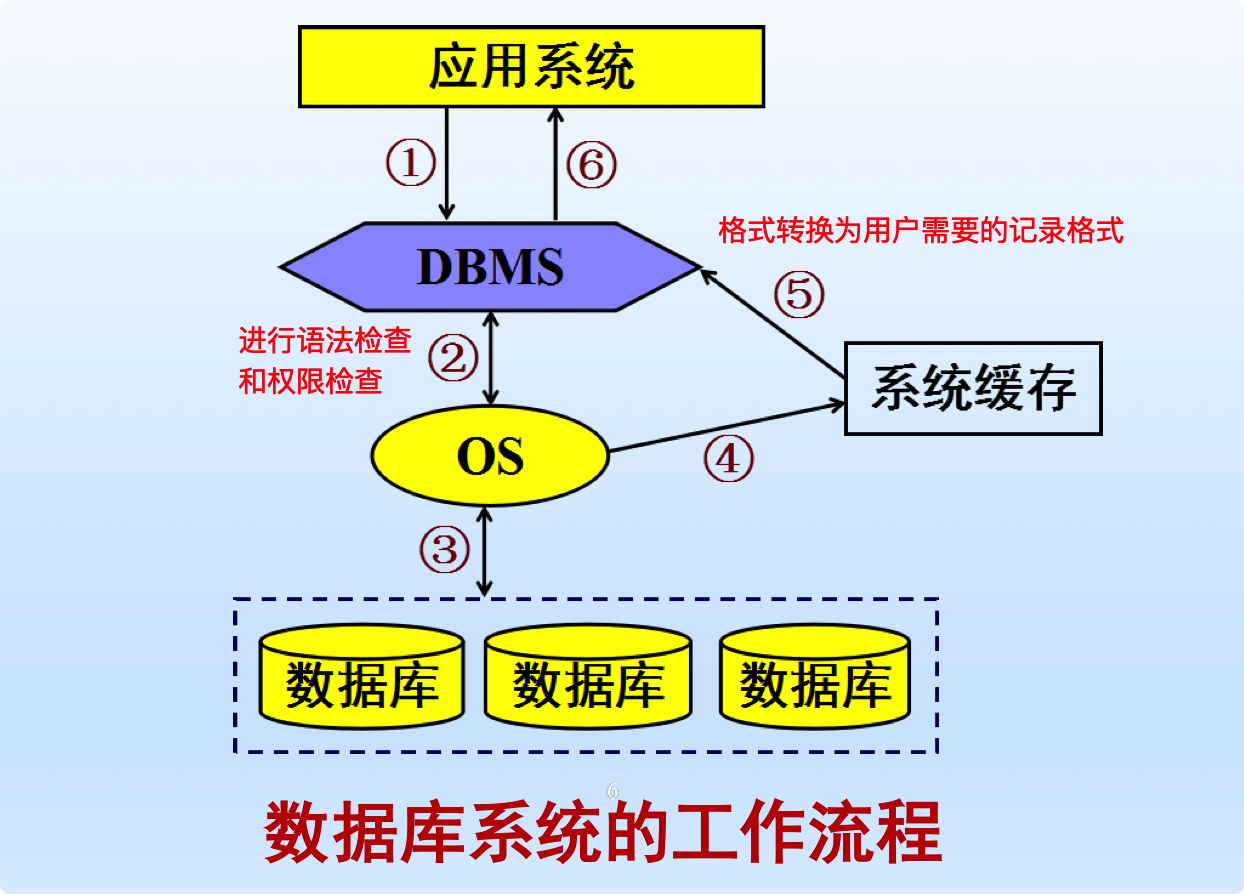 应用系统
①
⑥
DBMS
格式转换为用户需要的记录格式
⑤
进行语法检查
和权限检查
②
系统缓存
OS
④
③
数据库
数据库
数据库
6
数据库系统的工作流程